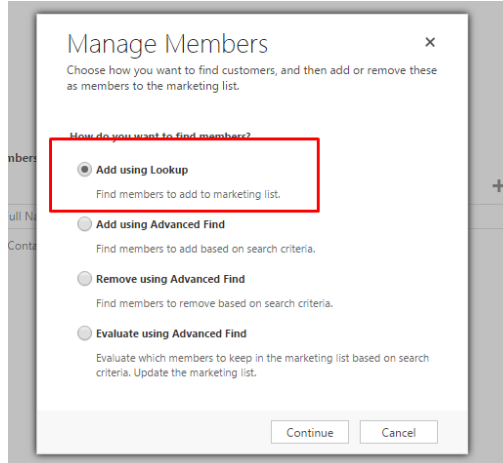 Manage Members
×
Choose how you want to find customers, and then add or remove these
as members to the marketing list.
How do you want to find members?
Add using Lookup
Find members to add to marketing list.
Add using Advanced Find
Find members to add based on search criteria.
Remove using Advanced Find
Find members to remove based on search criteria.
Evaluate using Advanced Find
Evaluate which members to keep in the marketing list based on search
criteria. Update the marketing list.
Continue
Cancel
nbers
+
ull Na
Conta